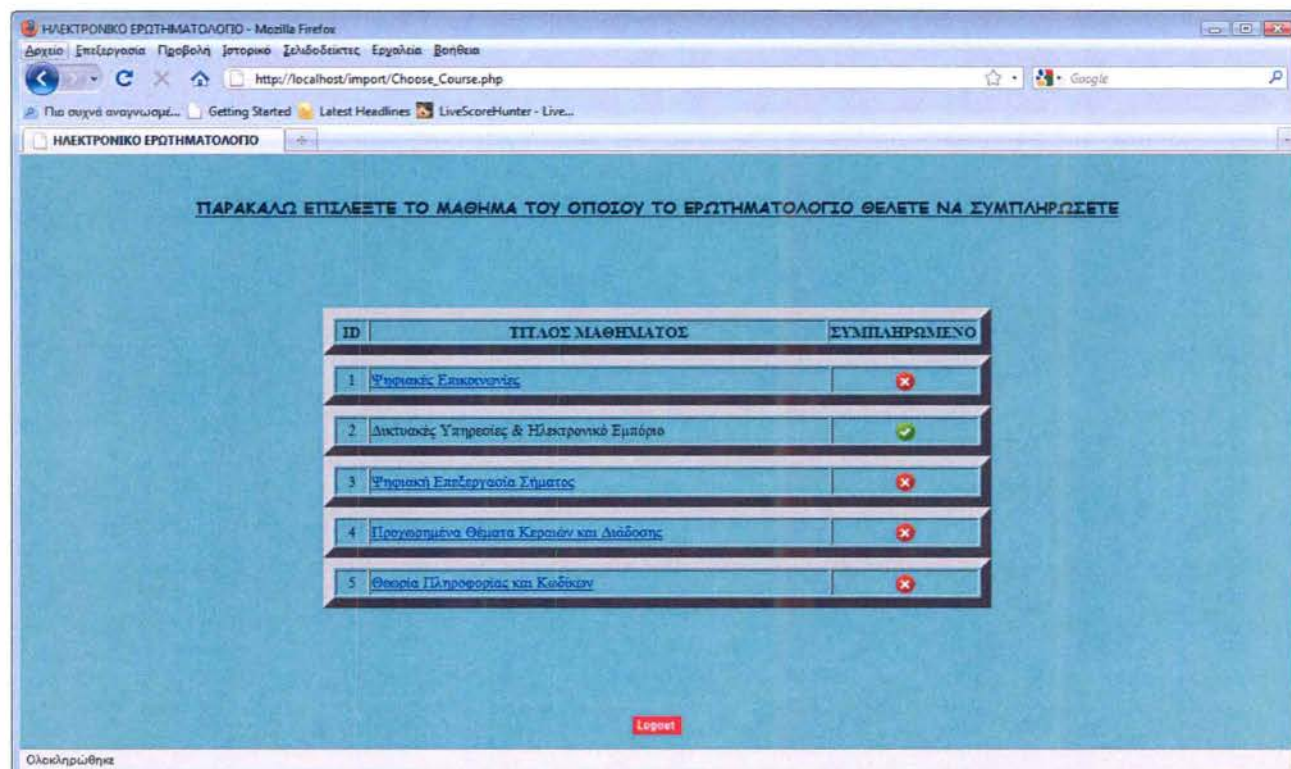 ΗΛΕΚΤΡΟΝΙΚΟ ΕΡΩΤΗΜΑΤΟΛΟΓΙΟ - Mozilla Firefox
Αρχείο Επεξεργασία Προβολή Ιστορικό Σελιδοδείκτες Εργαλεία Βοήθεια
http://localhost/import/Choose_Course.php Google
Πιο συχνά αναγνωσμέ... Getting Started Latest Headlines LiveScoreHunter - Live...
ΗΛΕΚΤΡΟΝΙΚΟ ΕΡΩΤΗΜΑΤΟΛΟΓΙΟ
ΠΑΡΑΚΑΛΩ ΕΠΙΛΕΞΤΕ ΤΟ ΜΑΘΗΜΑ ΤΟΥ ΟΠΟΙΟΥ ΤΟ ΕΡΩΤΗΜΑΤΟΛΟΓΙΟ ΘΕΛΕΤΕ ΝΑ ΣΥΜΠΛΗΡΩΣΕΤΕ
ID ΤΙΤΛΟΣ ΜΑΘΗΜΑΤΟΣ ΣΥΜΠΛΗΡΩΜΕΝΟ
1 Ψηφιακές Επικοινωνίες
2 Δικτυακές Υπηρεσίες & Ηλεκτρονικό Εμπόριο
3 Ψηφιακή Επεξεργασία Σήματος
4 Προχωρημένα Θέματα Κεραιών και Διάδοσης
5 Θεωρία Πληροφορίας και Κωδίκων
Logout
Ολοκληρώθηκε